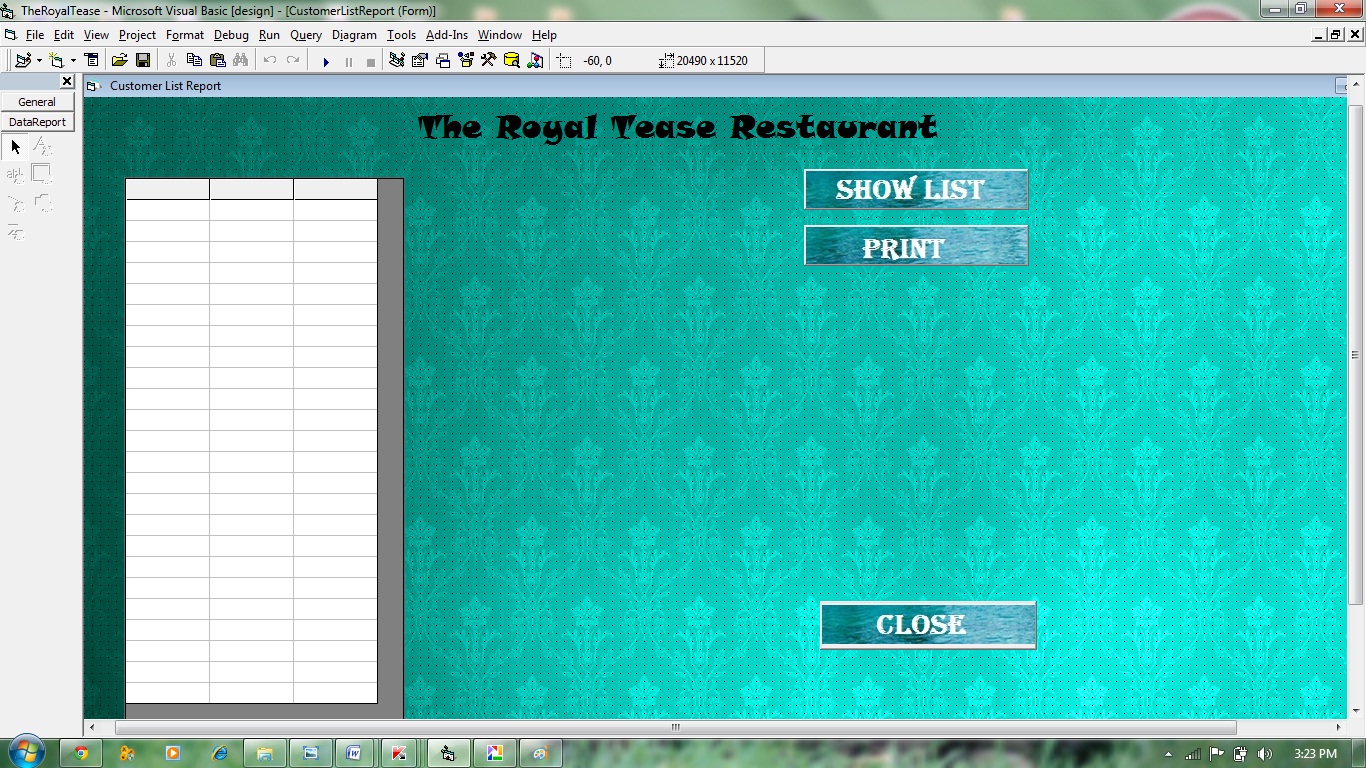 TheRoyalTease - Microsoft Visual Basic [design] - [CustomerListReport (Form)]
File Edit View Project Format Debug Run Query Diagram Tools Add-Ins Window Help
-60, 0 20490 x 11520
General
DataReport
Customer List Report
The Royal Tease Restaurant
SHOW LIST
PRINT
CLOSE
3:23 PM